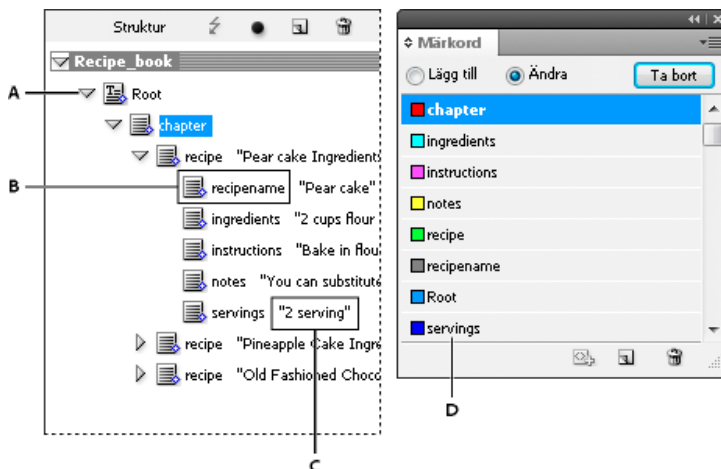 Struktur
Recipe_book
A
Root
chapter
recipe "Pear cake Ingredients
B
recipename "Pear cake"
ingredients "2 cups flour
instructions "Bake in flou
notes "You can substitute
servings "2 serving"
recipe "Pineapple Cake Ingre
recipe "Old Fashioned Choco
C
Märkord
Lägg till
Ändra
Ta bort
chapter
ingredients
instructions
notes
recipe
recipename
Root
servings
D